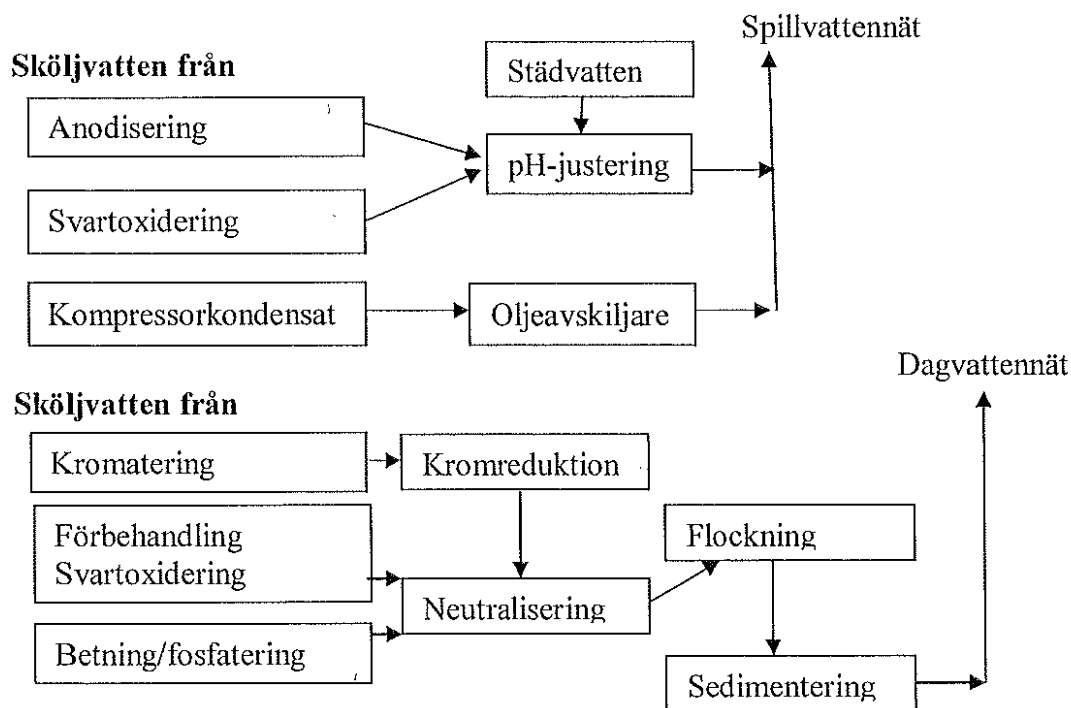 Spillvattennät
Sköljvatten från
Städvatten
Anodisering
pH-justering
Svartoxidering
Kompressorkondensat
Oljeavskiljare
Dagvattennät
Sköljvatten från
Kromatering
Kromreduktion
Förbehandling
Svartoxidering
Flockning
Neutralisering
Betning/fosfatering
Sedimentering